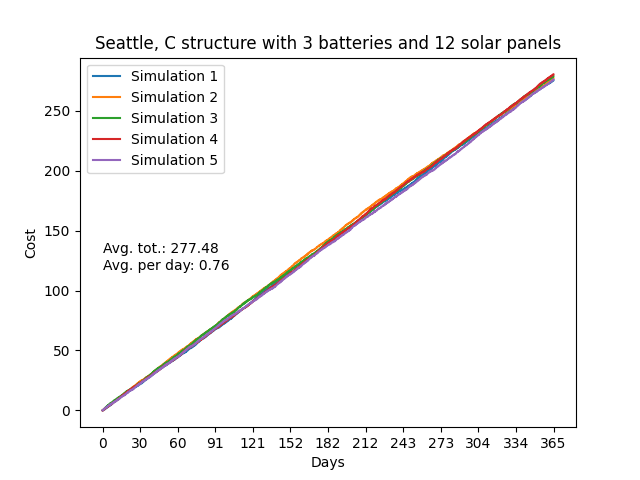 Seattle, C structure with 3 batteries and 12 solar panels
Simulation 1
Simulation 2
Simulation 3
Simulation 4
Simulation 5
250
200
150
100
50
0
Cost
Avg. tot.: 277.48
Avg. per day: 0.76
0 30 60 91 121 152 182 212 243 273 304 334 365
Days